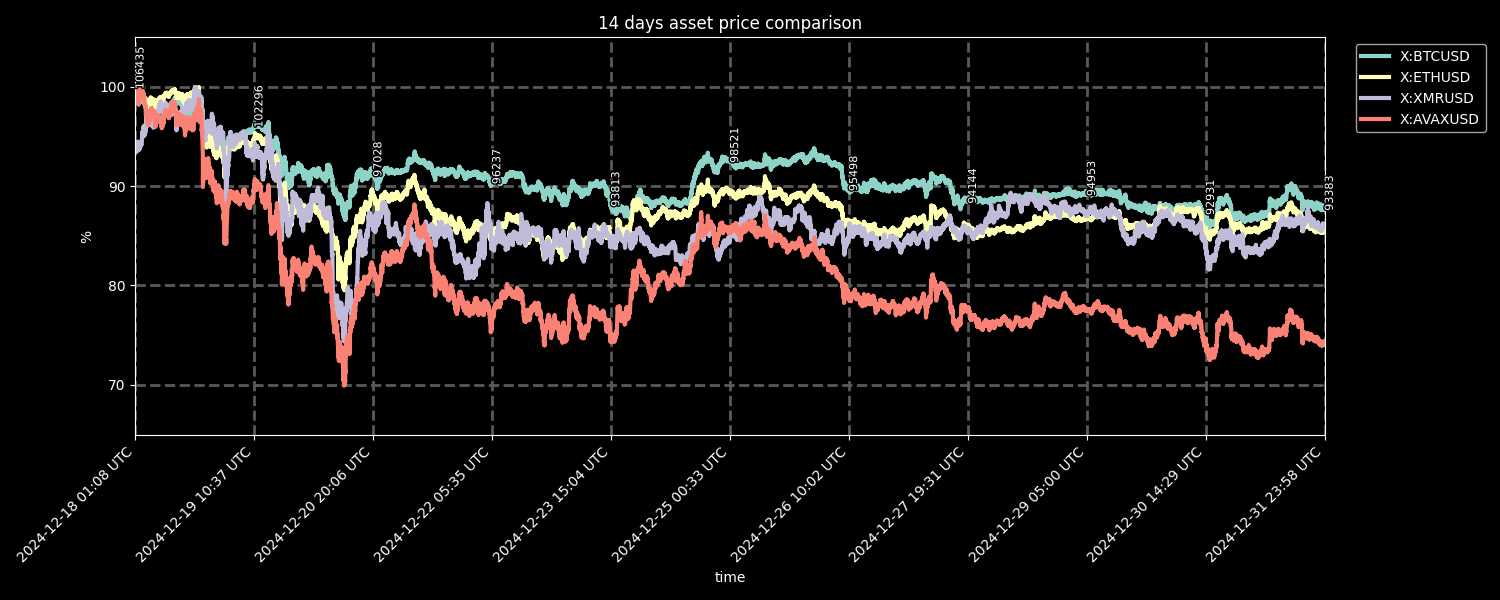 14 days asset price comparison
X:BTCUSD
X:ETHUSD
X:XMRUSD
X:AVAXUSD
100
90
80
70
%
106435
102296
97028
96237
93813
98521
95498
94144
94553
92931
93383
2024-12-18 01:08 UTC
2024-12-19 10:37 UTC
2024-12-20 20:06 UTC
2024-12-22 05:35 UTC
2024-12-23 15:04 UTC
2024-12-25 00:33 UTC
2024-12-26 10:02 UTC
2024-12-27 19:31 UTC
2024-12-29 05:00 UTC
2024-12-30 14:29 UTC
2024-12-31 23:58 UTC
time